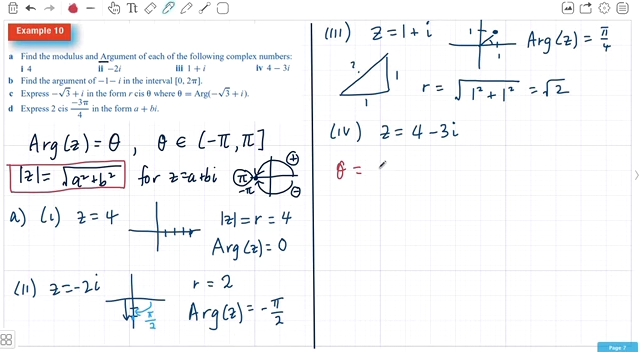 Example 10
a Find the modulus and Argument of each of the following complex numbers:
i 4 ii −2i iii 1 + i iv 4 − 3i
b Find the argument of −1 − i in the interval [0, 2π].
c Express −√3 + i in the form r cis θ where θ = Arg(−√3 + i).
d Express 2 cis −3π/4 in the form a + bi.
Arg(z) = θ , θ ∈ (−π, π]
|z| = √a²+b² for z = a+bi π + −π −
a) (i) z = 4 |z| = r = 4
Arg(z) = 0
(ii) z = −2i r = 2
π/2 Arg(z) = −π/2
(iii) z = 1 + i 1 1 Arg(z) = π/4
? 1 1 r = √1² + 1² = √2
(iv) z = 4 − 3i
θ =
Page 7